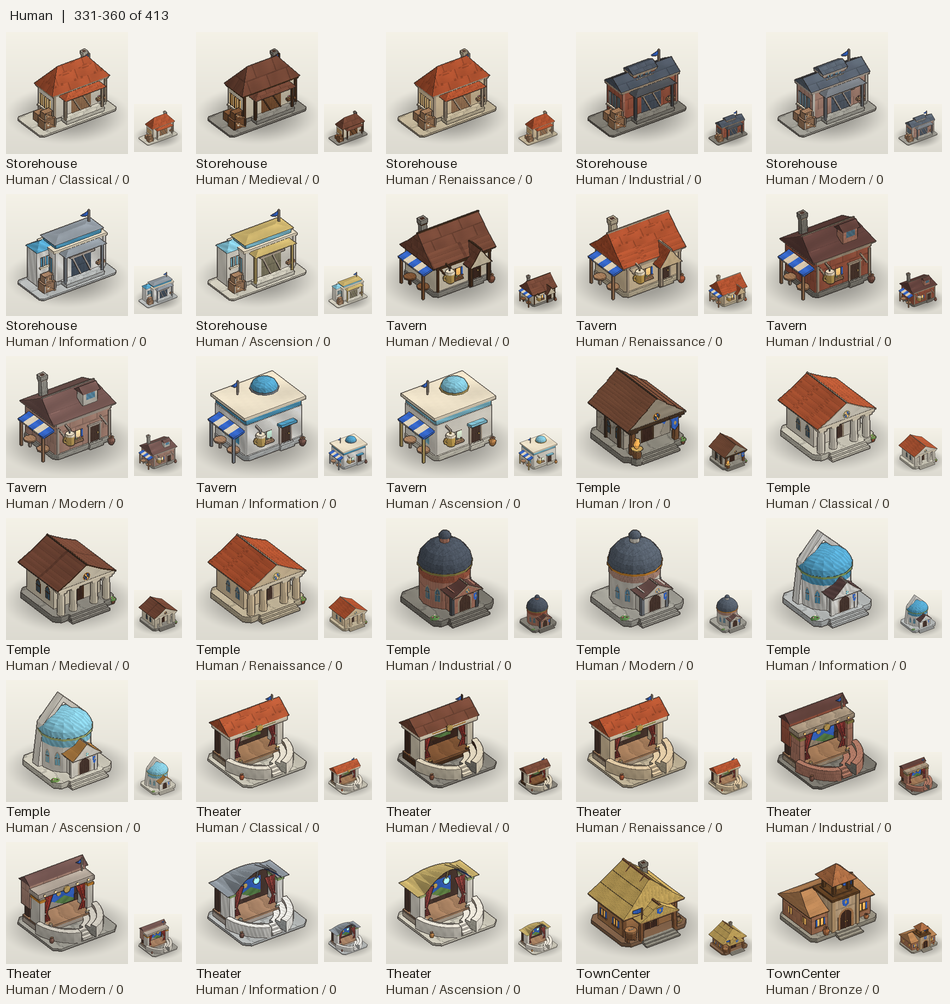 Human | 331-360 of 413
Storehouse
Human / Classical / 0
Storehouse
Human / Medieval / 0
Storehouse
Human / Renaissance / 0
Storehouse
Human / Industrial / 0
Storehouse
Human / Modern / 0
Storehouse
Human / Information / 0
Storehouse
Human / Ascension / 0
Tavern
Human / Medieval / 0
Tavern
Human / Renaissance / 0
Tavern
Human / Industrial / 0
Tavern
Human / Modern / 0
Tavern
Human / Information / 0
Tavern
Human / Ascension / 0
Temple
Human / Iron / 0
Temple
Human / Classical / 0
Temple
Human / Medieval / 0
Temple
Human / Renaissance / 0
Temple
Human / Industrial / 0
Temple
Human / Modern / 0
Temple
Human / Information / 0
Temple
Human / Ascension / 0
Theater
Human / Classical / 0
Theater
Human / Medieval / 0
Theater
Human / Renaissance / 0
Theater
Human / Industrial / 0
Theater
Human / Modern / 0
Theater
Human / Information / 0
Theater
Human / Ascension / 0
TownCenter
Human / Dawn / 0
TownCenter
Human / Bronze / 0